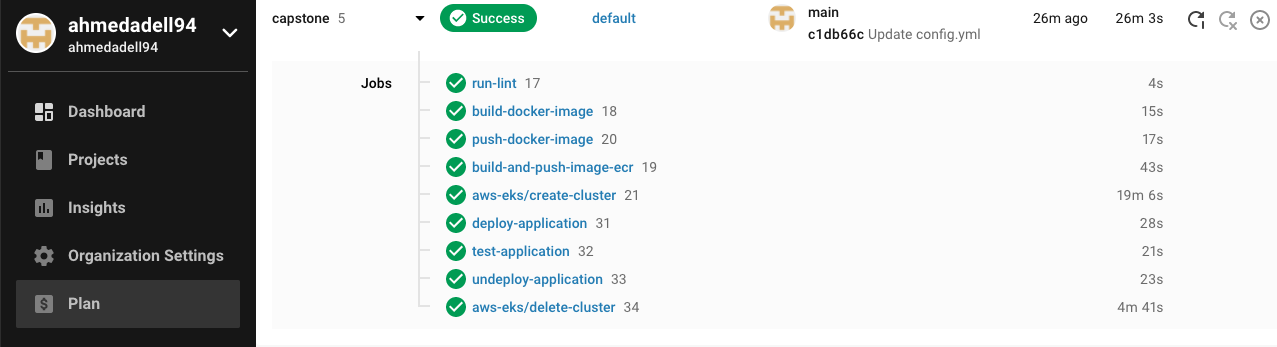 ahmedadell94
ahmedadell94
Dashboard
Projects
Insights
Organization Settings
$ Plan
capstone 5 Success default main 26m ago 26m 3s
c1db66c Update config.yml
Jobs run-lint 17 4s
build-docker-image 18 15s
push-docker-image 20 17s
build-and-push-image-ecr 19 43s
aws-eks/create-cluster 21 19m 6s
deploy-application 31 28s
test-application 32 21s
undeploy-application 33 23s
aws-eks/delete-cluster 34 4m 41s